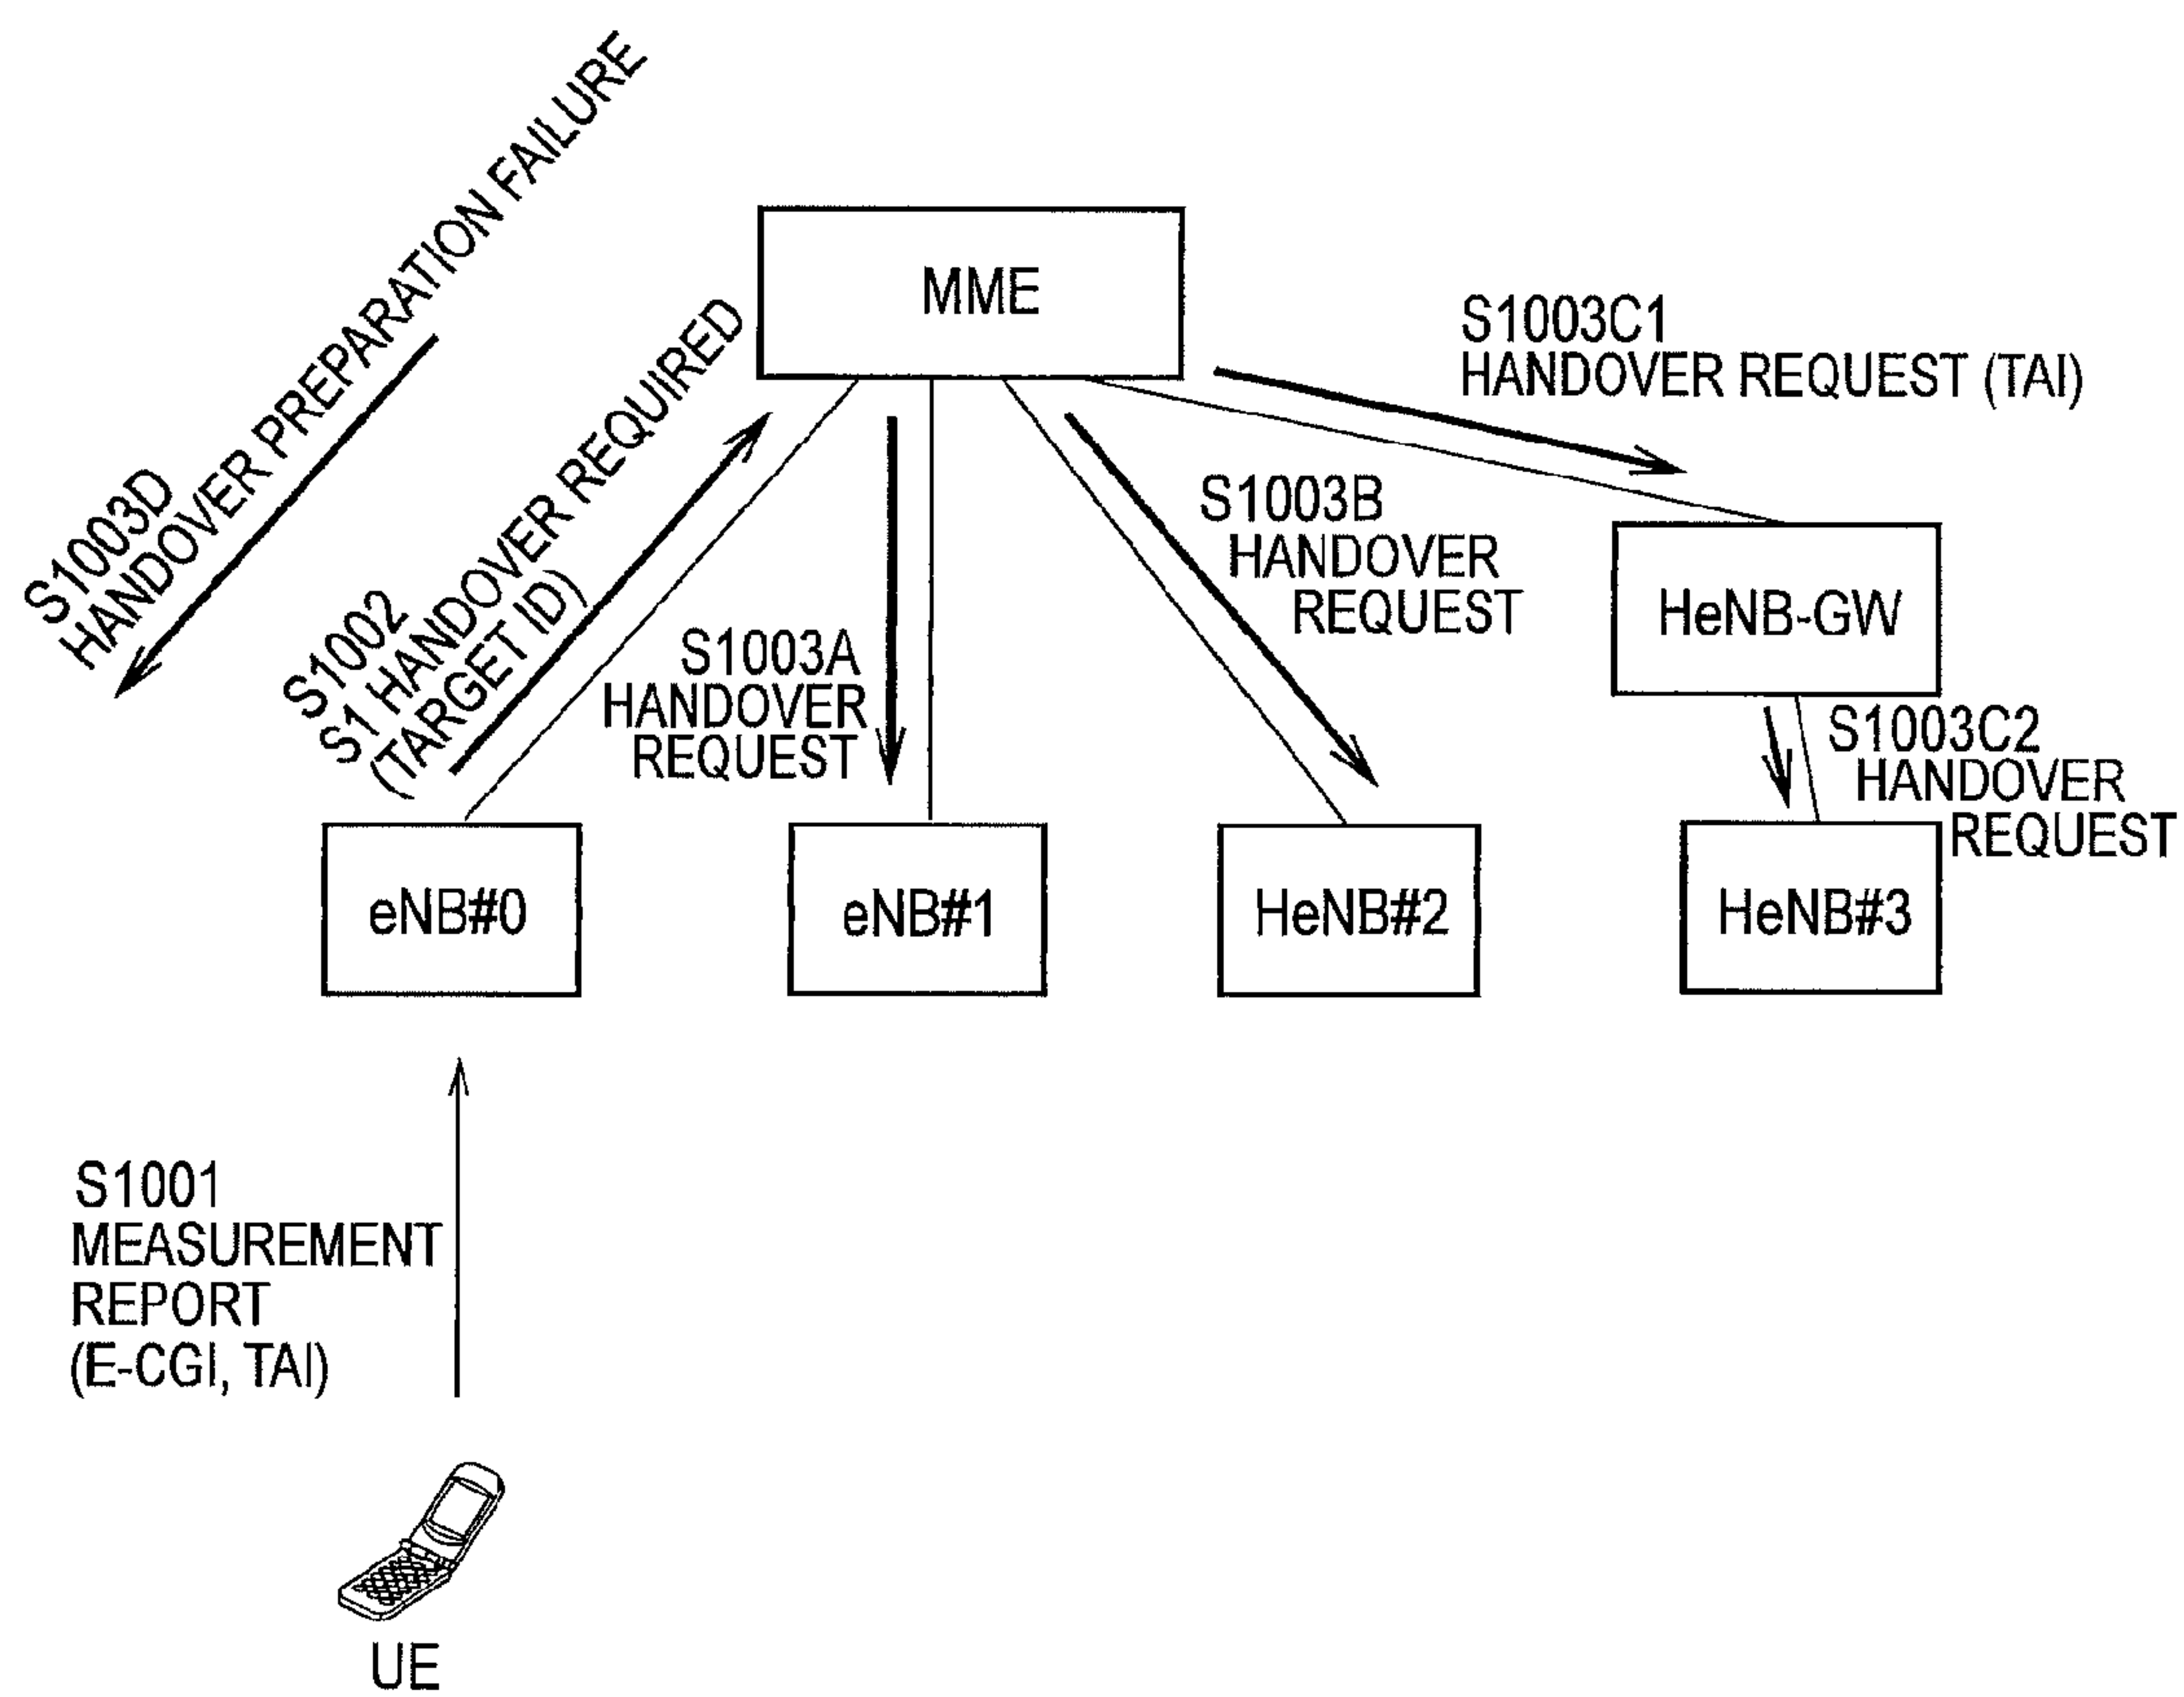 S1003D
HANDOVER PREPARATION FAILURE
S1002
S1 HANDOVER REQUIRED
(TARGET ID)
MME
S1003C1
HANDOVER REQUEST (TAI)
S1003A
HANDOVER
REQUEST
S1003B
HANDOVER
REQUEST
HeNB-GW
S1003C2
HANDOVER
REQUEST
eNB#0
eNB#1
HeNB#2
HeNB#3
S1001
MEASUREMENT
REPORT
(E-CGI, TAI)
UE